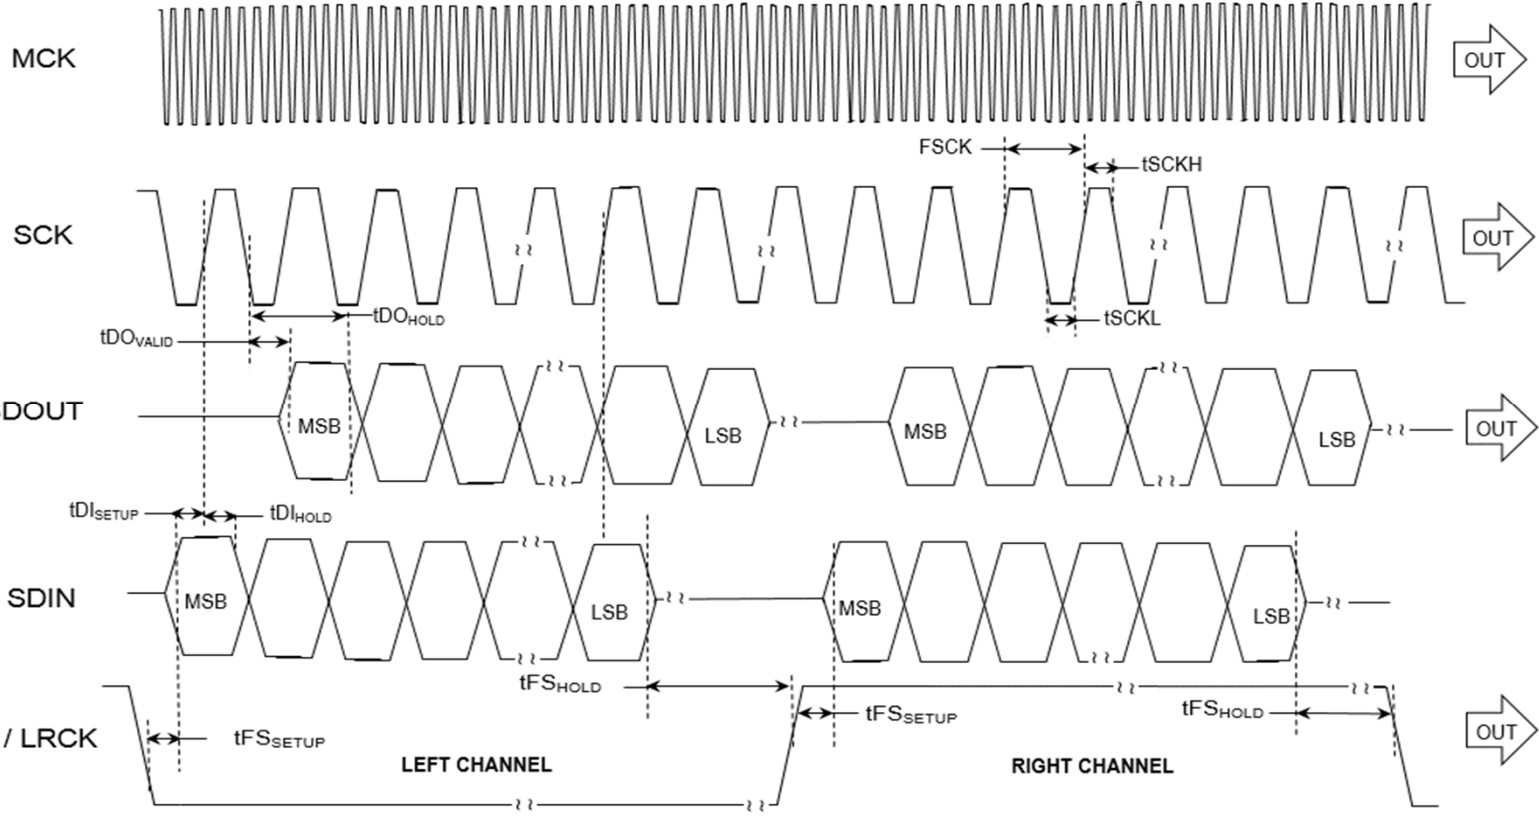 MCK
OUT
FSCK
tSCKH
SCK
OUT
tDOHOLD
tSCKL
tDOVALID
DOUT
MSB
LSB
MSB
LSB
OUT
tDISETUP
tDIHOLD
SDIN
MSB
LSB
MSB
LSB
tFSHOLD
/ LRCK
tFSSETUP
tFSSETUP
tFSHOLD
OUT
LEFT CHANNEL
RIGHT CHANNEL